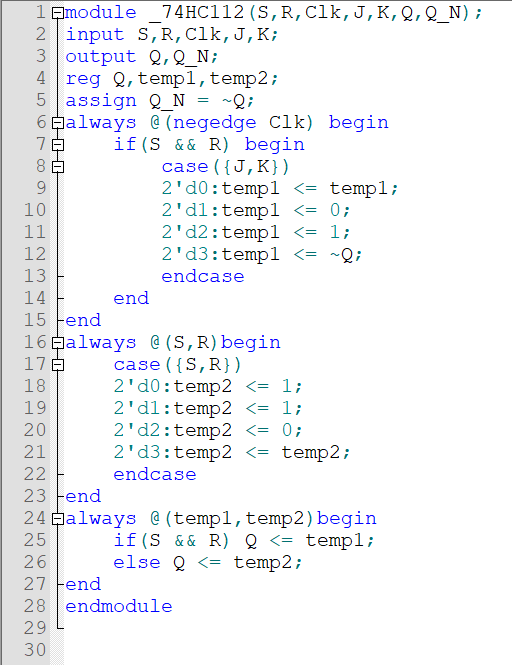 1 module _74HC112(S,R,Clk,J,K,Q,Q_N);
2 input S,R,Clk,J,K;
3 output Q,Q_N;
4 reg Q,temp1,temp2;
5 assign Q_N = ~Q;
6 always @(negedge Clk) begin
7 if(S && R) begin
8 case({J,K})
9 2'd0:temp1 <= temp1;
10 2'd1:temp1 <= 0;
11 2'd2:temp1 <= 1;
12 2'd3:temp1 <= ~Q;
13 endcase
14 end
15 end
16 always @(S,R)begin
17 case({S,R})
18 2'd0:temp2 <= 1;
19 2'd1:temp2 <= 1;
20 2'd2:temp2 <= 0;
21 2'd3:temp2 <= temp2;
22 endcase
23 end
24 always @(temp1,temp2)begin
25 if(S && R) Q <= temp1;
26 else Q <= temp2;
27 end
28 endmodule
29
30